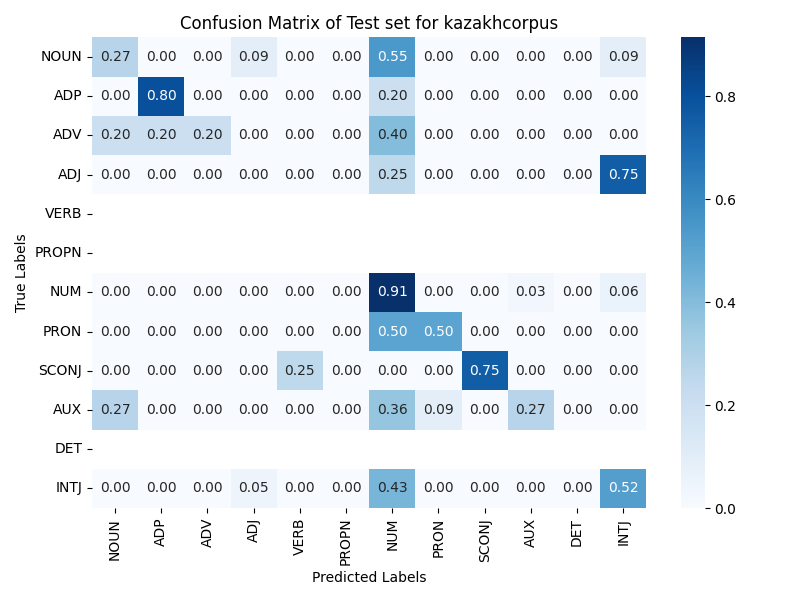 Confusion Matrix of Test set for kazakhcorpus
True Labels
NOUN 0.27 0.00 0.00 0.09 0.00 0.00 0.55 0.00 0.00 0.00 0.00 0.09
ADP 0.00 0.80 0.00 0.00 0.00 0.00 0.20 0.00 0.00 0.00 0.00 0.00
ADV 0.20 0.20 0.20 0.00 0.00 0.00 0.40 0.00 0.00 0.00 0.00 0.00
ADJ 0.00 0.00 0.00 0.00 0.00 0.00 0.25 0.00 0.00 0.00 0.00 0.75
VERB
PROPN
NUM 0.00 0.00 0.00 0.00 0.00 0.00 0.91 0.00 0.00 0.03 0.00 0.06
PRON 0.00 0.00 0.00 0.00 0.00 0.00 0.50 0.50 0.00 0.00 0.00 0.00
SCONJ 0.00 0.00 0.00 0.00 0.25 0.00 0.00 0.00 0.75 0.00 0.00 0.00
AUX 0.27 0.00 0.00 0.00 0.00 0.00 0.36 0.09 0.00 0.27 0.00 0.00
DET
INTJ 0.00 0.00 0.00 0.05 0.00 0.00 0.43 0.00 0.00 0.00 0.00 0.52
NOUN ADP ADV ADJ VERB PROPN NUM PRON SCONJ AUX DET INTJ
Predicted Labels
0.8
0.6
0.4
0.2
0.0